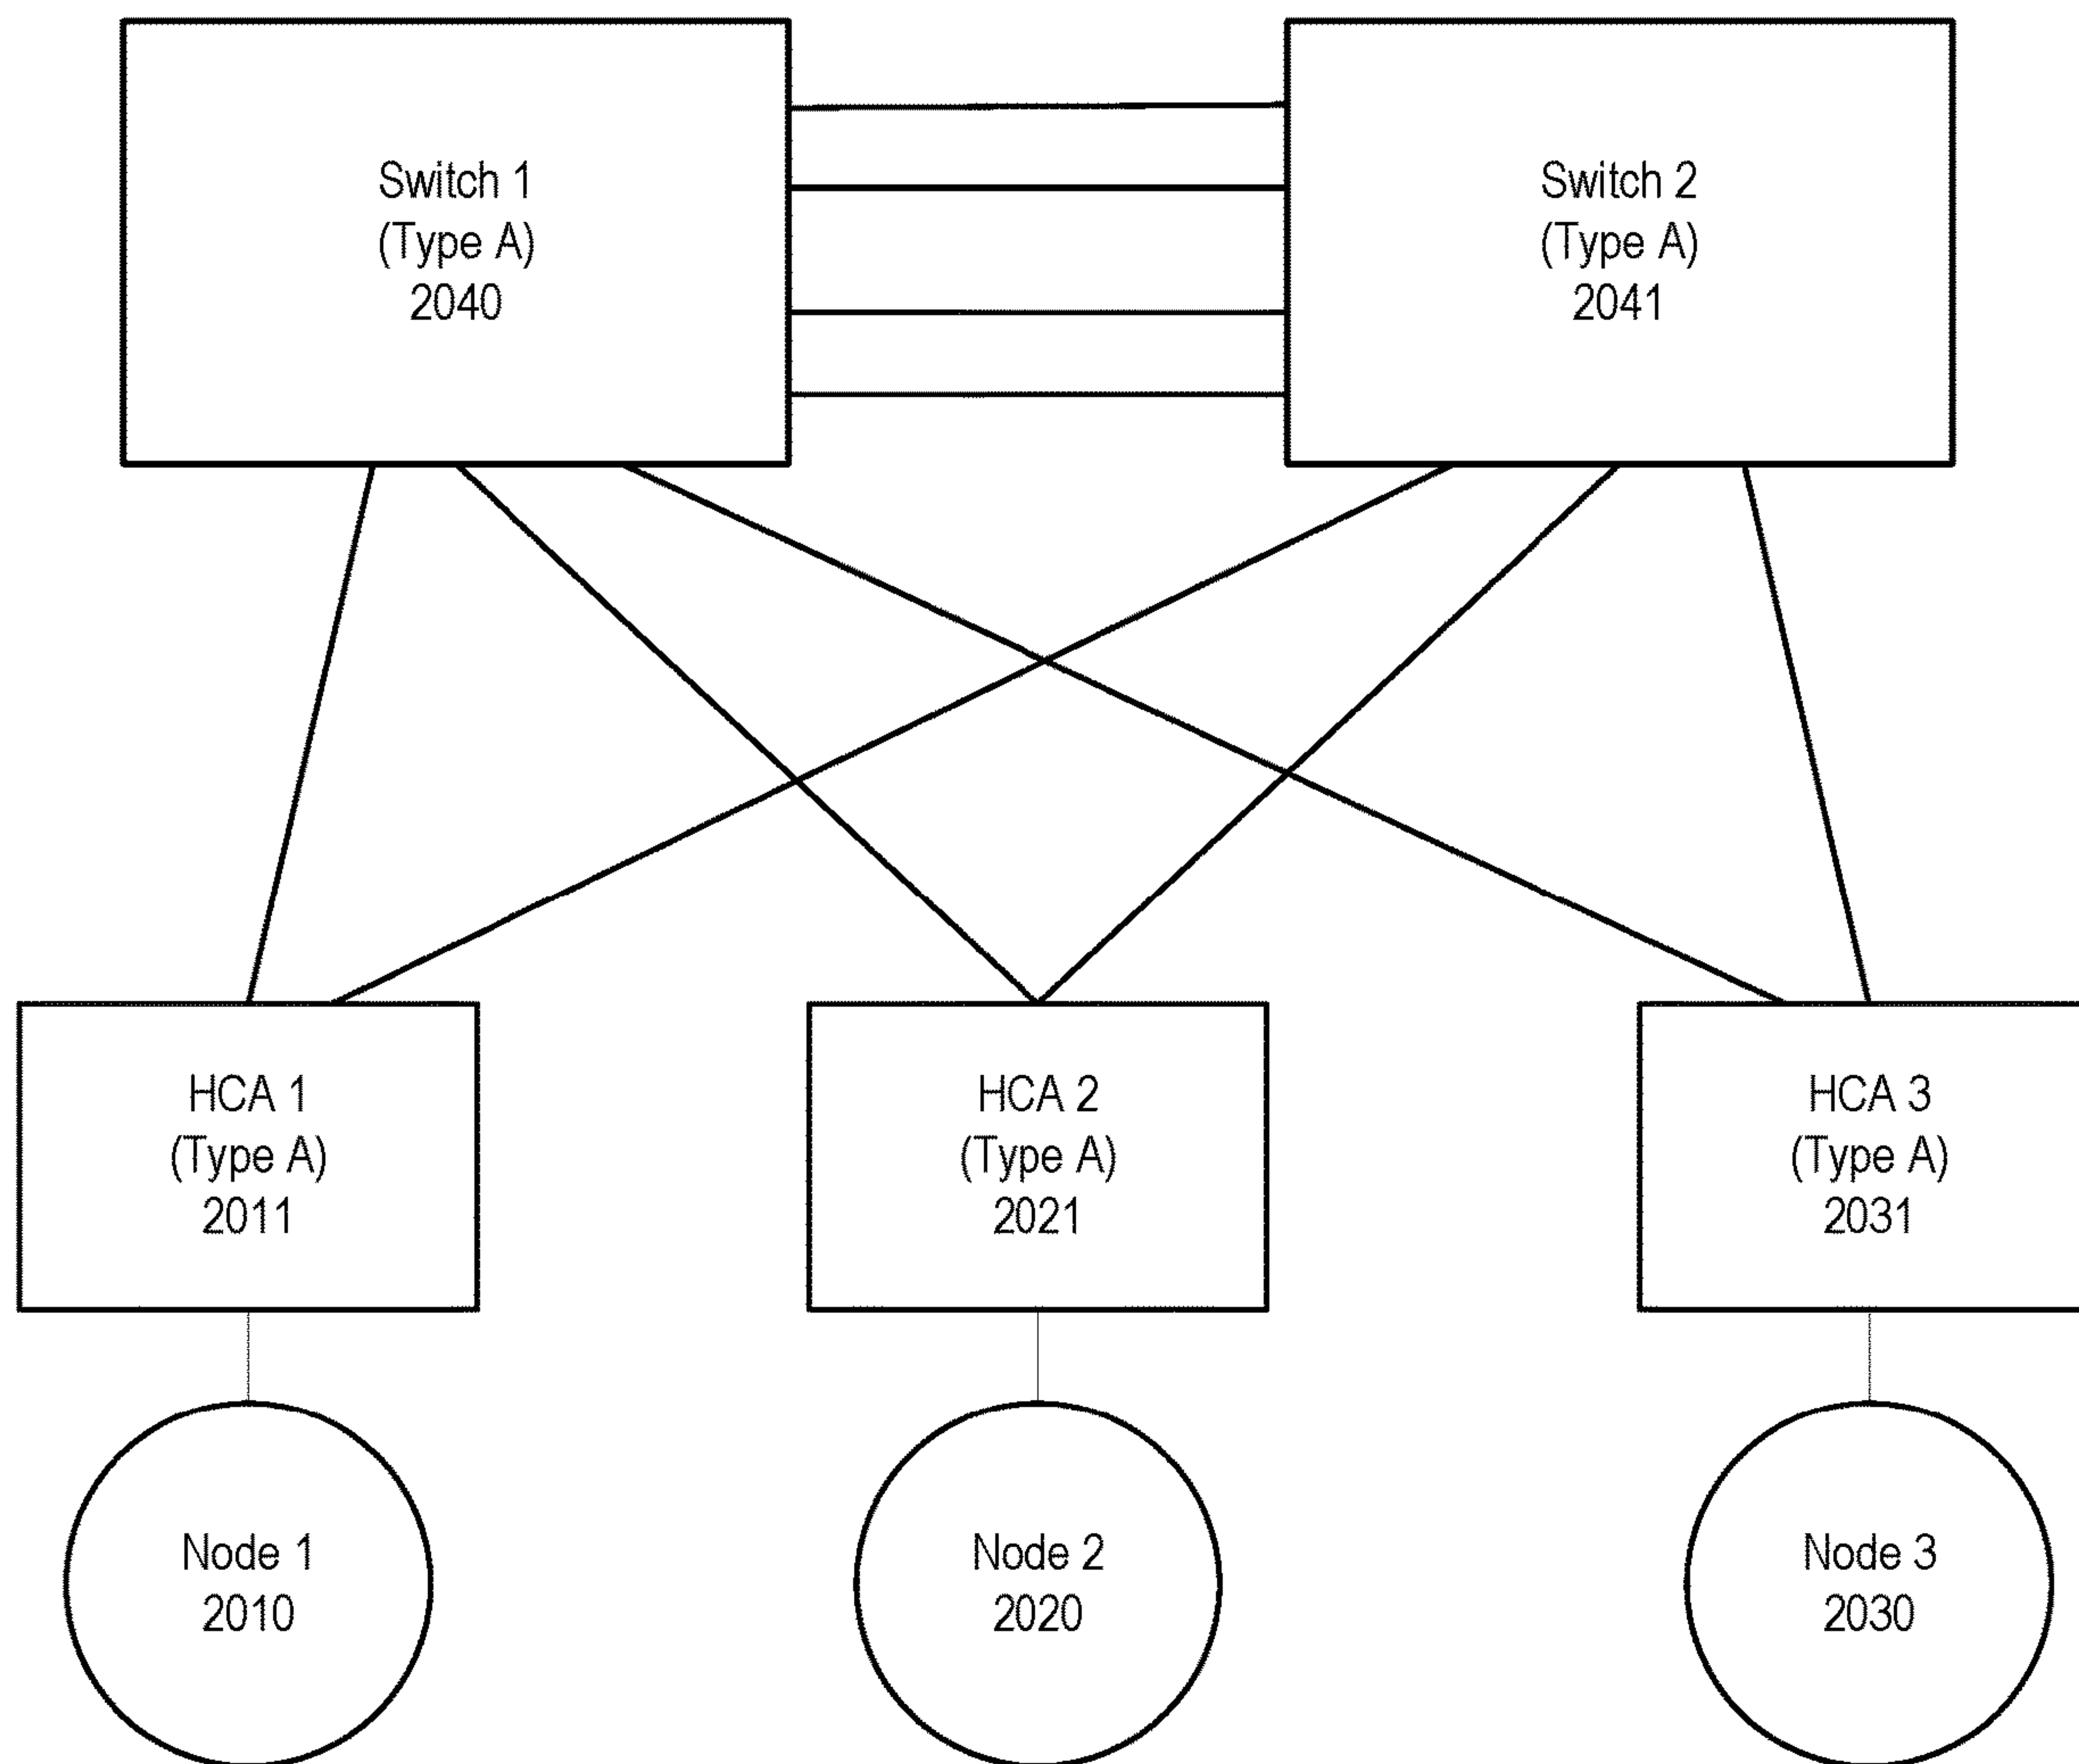 Switch 1
(Type A)
2040
Switch 2
(Type A)
2041
HCA 1
(Type A)
2011
HCA 2
(Type A)
2021
HCA 3
(Type A)
2031
Node 1
2010
Node 2
2020
Node 3
2030